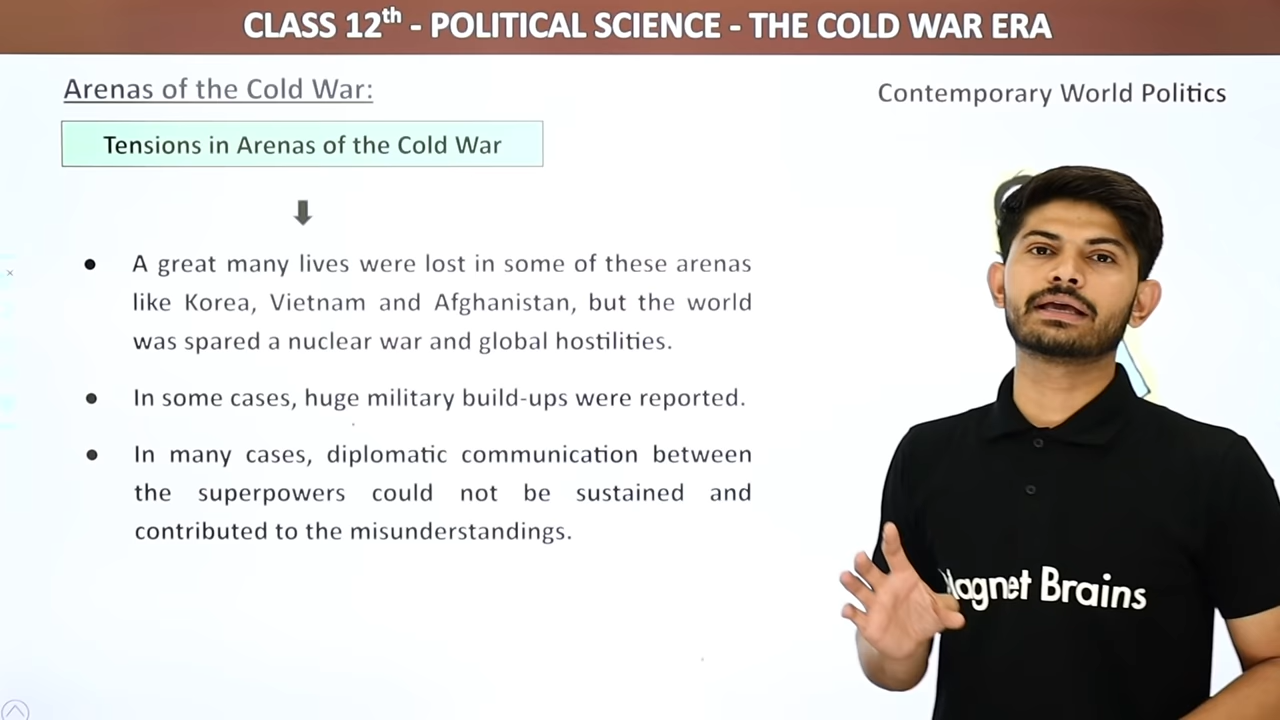 CLASS 12th - POLITICAL SCIENCE - THE COLD WAR ERA
Arenas of the Cold War:
Contemporary World Politics
Tensions in Arenas of the Cold War
● A great many lives were lost in some of these arenas
like Korea, Vietnam and Afghanistan, but the world
was spared a nuclear war and global hostilities.
● In some cases, huge military build-ups were reported.
● In many cases, diplomatic communication between
the superpowers could not be sustained and
contributed to the misunderstandings.
Magnet Brains